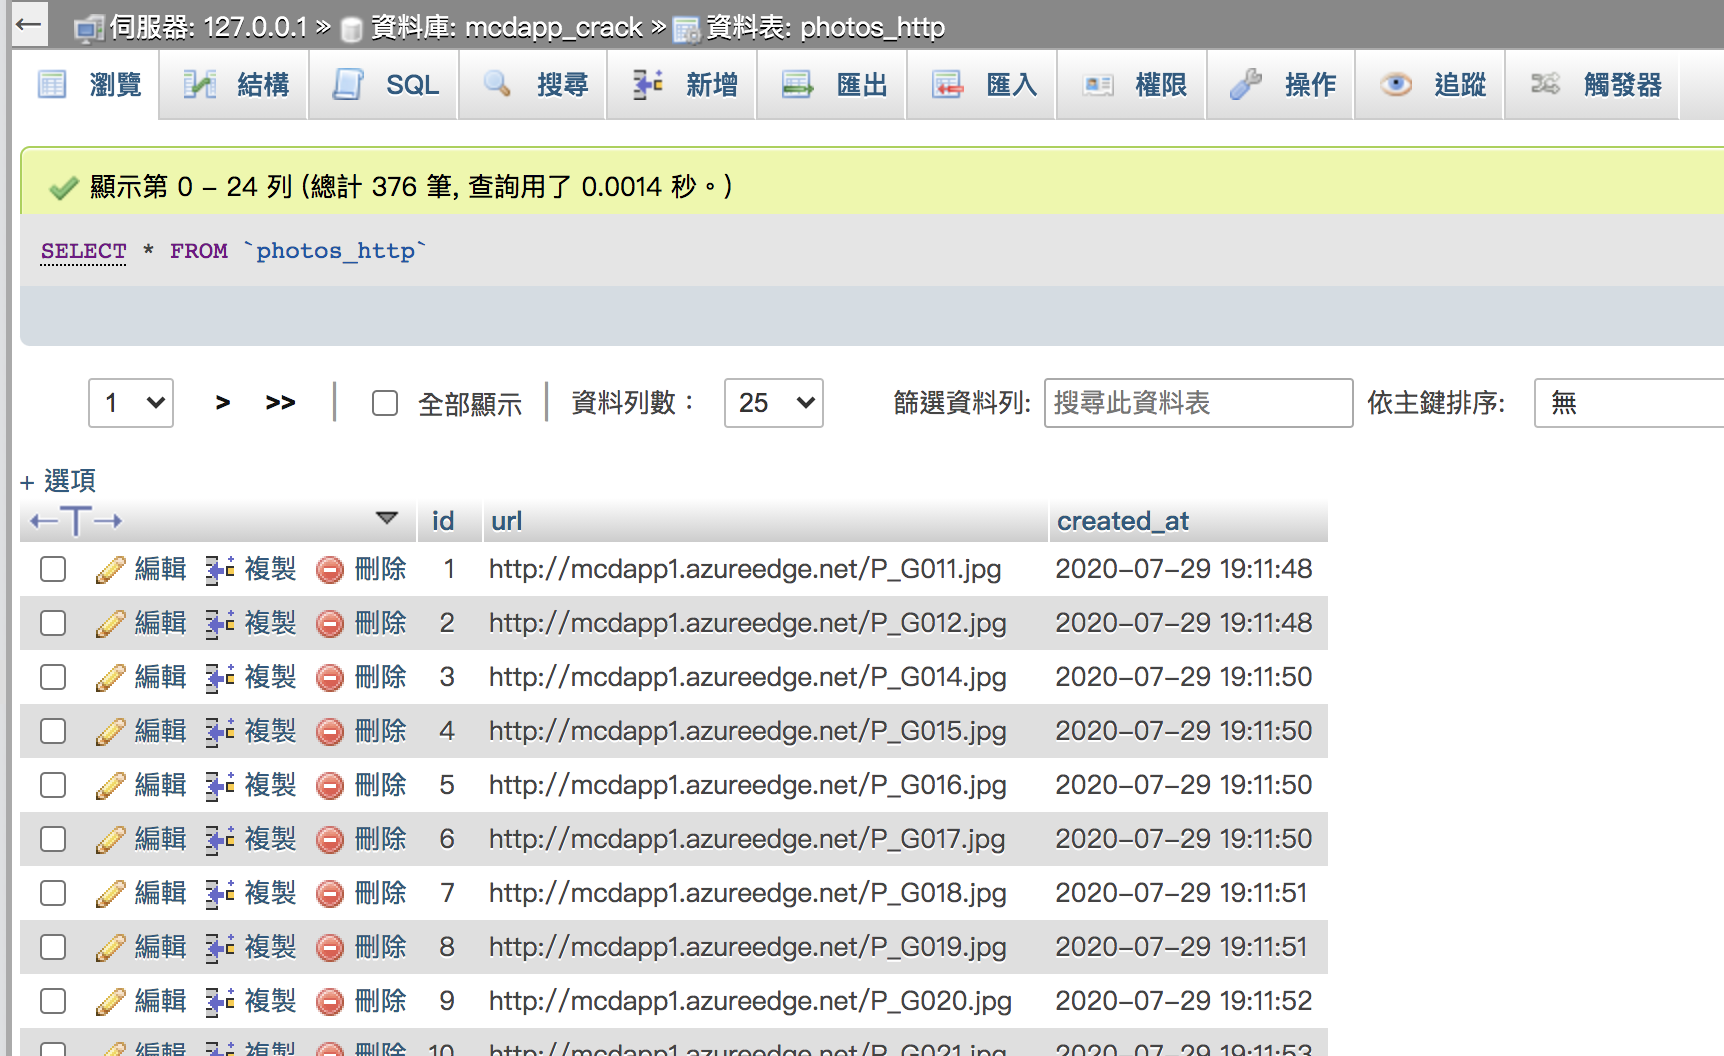 ← 伺服器: 127.0.0.1 » 資料庫: mcdapp_crack » 資料表: photos_http
瀏覽 結構 SQL 搜尋 新增 匯出 匯入 權限 操作 追蹤 觸發器
顯示第 0 - 24 列 (總計 376 筆, 查詢用了 0.0014 秒。)
SELECT * FROM `photos_http`
1 > >> | 全部顯示 | 資料列數： 25 篩選資料列: 搜尋此資料表 依主鍵排序: 無
+ 選項
←T→ id url created_at
編輯 複製 刪除 1 http://mcdapp1.azureedge.net/P_G011.jpg 2020-07-29 19:11:48
編輯 複製 刪除 2 http://mcdapp1.azureedge.net/P_G012.jpg 2020-07-29 19:11:48
編輯 複製 刪除 3 http://mcdapp1.azureedge.net/P_G014.jpg 2020-07-29 19:11:50
編輯 複製 刪除 4 http://mcdapp1.azureedge.net/P_G015.jpg 2020-07-29 19:11:50
編輯 複製 刪除 5 http://mcdapp1.azureedge.net/P_G016.jpg 2020-07-29 19:11:50
編輯 複製 刪除 6 http://mcdapp1.azureedge.net/P_G017.jpg 2020-07-29 19:11:50
編輯 複製 刪除 7 http://mcdapp1.azureedge.net/P_G018.jpg 2020-07-29 19:11:51
編輯 複製 刪除 8 http://mcdapp1.azureedge.net/P_G019.jpg 2020-07-29 19:11:51
編輯 複製 刪除 9 http://mcdapp1.azureedge.net/P_G020.jpg 2020-07-29 19:11:52
編輯 複製 刪除 10 http://mcdapp1.azureedge.net/P_G021.jpg 2020-07-29 19:11:53